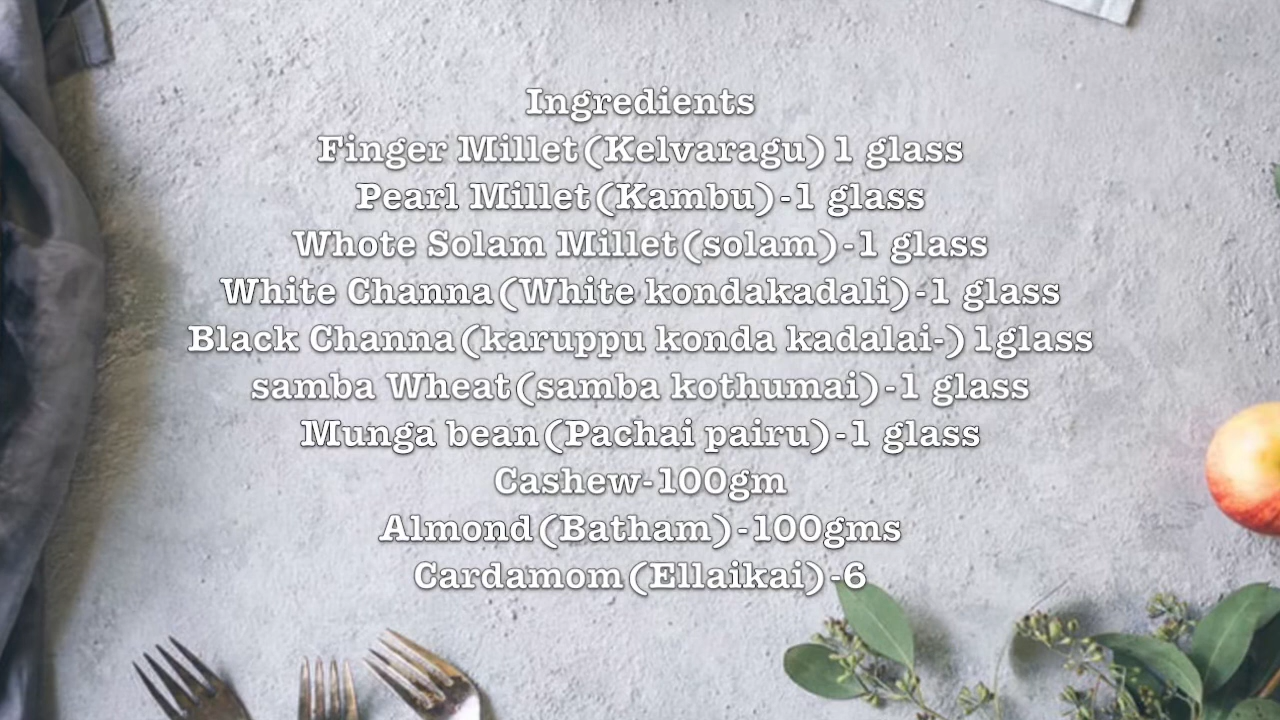 Ingredients
Finger Millet(Kelvaragu) 1 glass
Pearl Millet(Kambu)-1 glass
Whote Solam Millet(solam)-1 glass
White Channa(White kondakadali)-1 glass
Black Channa(karuppu konda kadalai-) 1glass
samba Wheat(samba kothumai)-1 glass
Munga bean(Pachai pairu)-1 glass
Cashew-100gm
Almond(Batham)-100gms
Cardamom(Ellaikai)-6